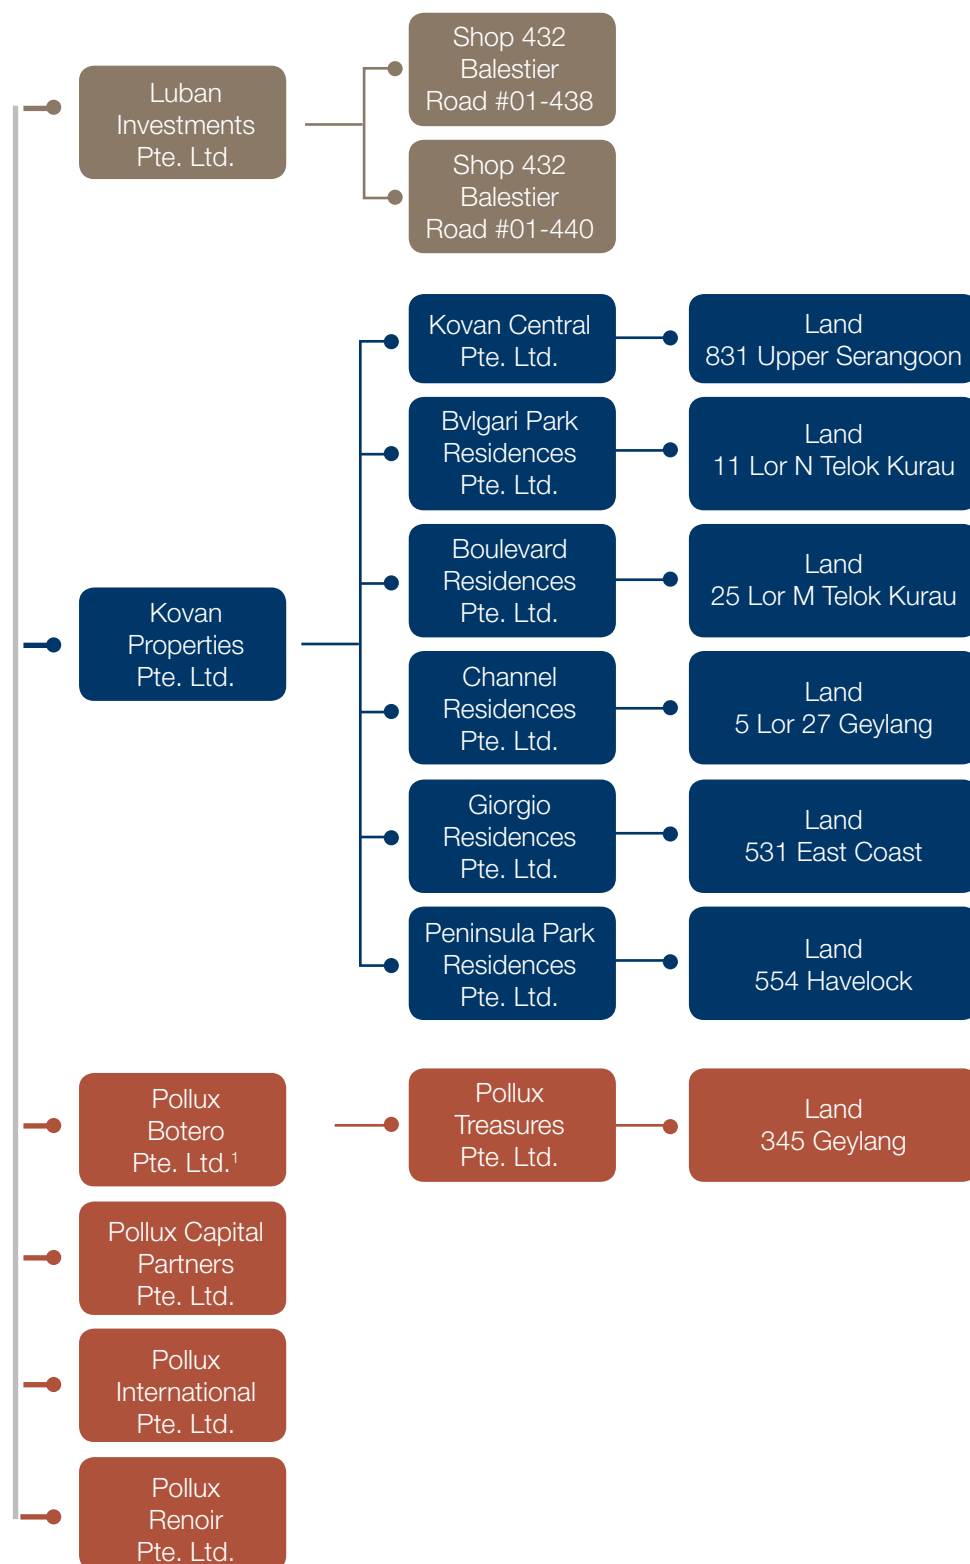 Luban
Investments
Pte. Ltd.
Shop 432
Balestier
Road #01-438
Shop 432
Balestier
Road #01-440
Kovan
Properties
Pte. Ltd.
Kovan Central
Pte. Ltd.
Land
831 Upper Serangoon
Bvlgari Park
Residences
Pte. Ltd.
Land
11 Lor N Telok Kurau
Boulevard
Residences
Pte. Ltd.
Land
25 Lor M Telok Kurau
Channel
Residences
Pte. Ltd.
Land
5 Lor 27 Geylang
Giorgio
Residences
Pte. Ltd.
Land
531 East Coast
Peninsula Park
Residences
Pte. Ltd.
Land
554 Havelock
Pollux
Botero
Pte. Ltd.¹
Pollux
Treasures
Pte. Ltd.
Land
345 Geylang
Pollux Capital
Partners
Pte. Ltd.
Pollux
International
Pte. Ltd.
Pollux
Renoir
Pte. Ltd.